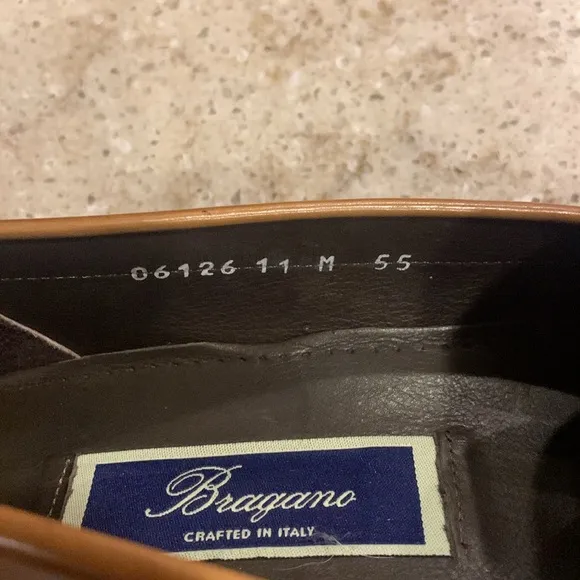 06126 11 M 55
Bragano
CRAFTED IN ITALY